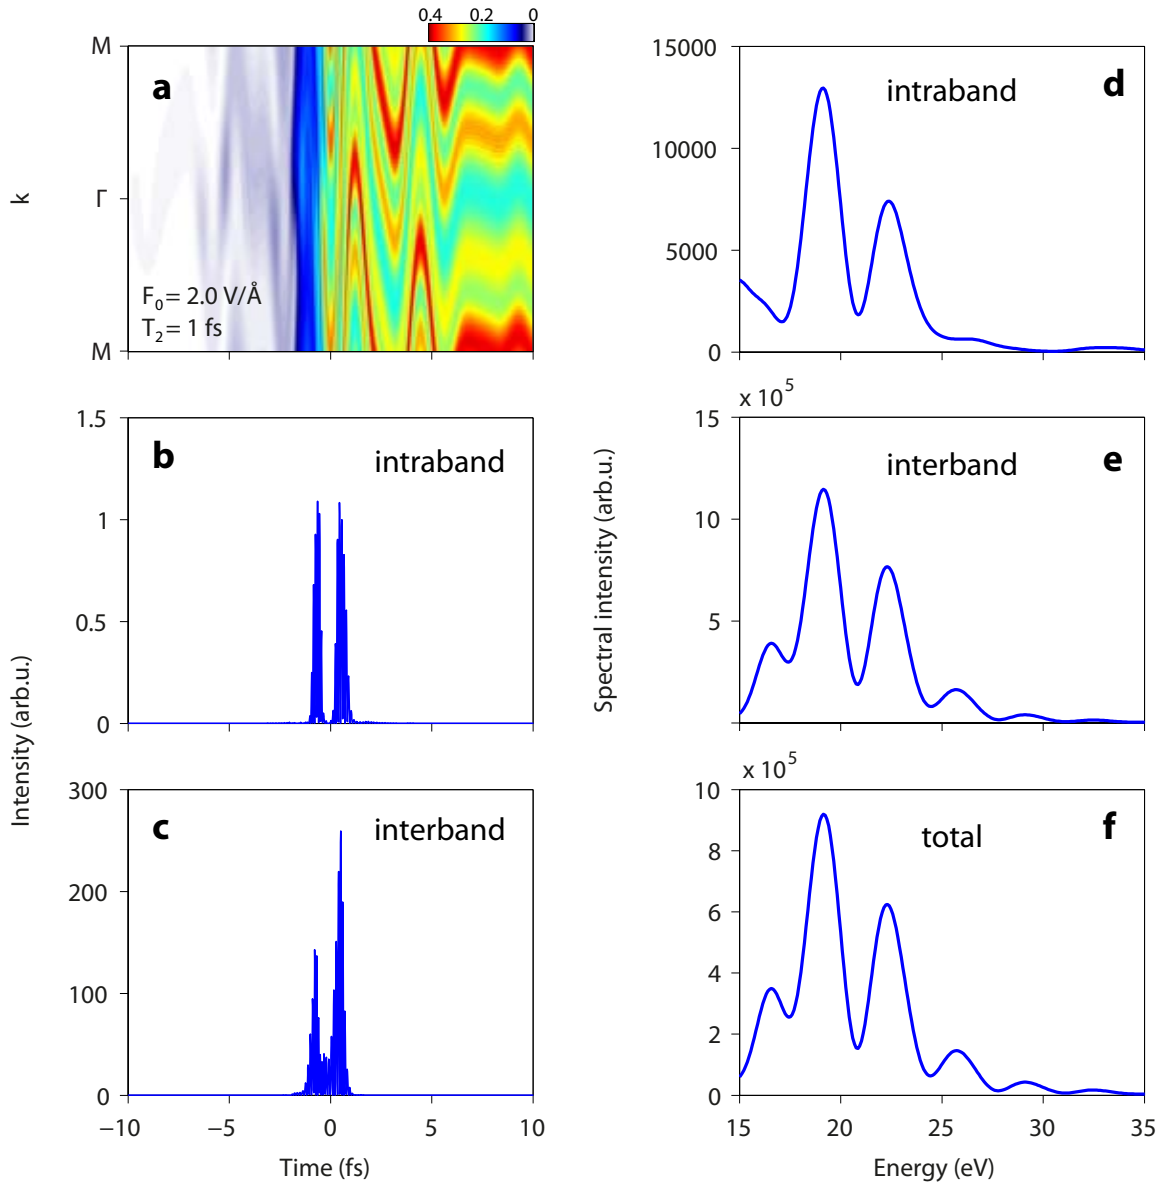 0.4 0.2 0
M
a
k
Γ
F0 = 2.0 V/Å
T2 = 1 fs
M
15000
intraband
d
10000
5000
0
1.5
b
intraband
1
0.5
0
x 10^5
15
interband
e
10
5
300
c
interband
200
100
0
−10 −5 0 5 10
Time (fs)
Intensity (arb.u.)
x 10^5
10
total
f
8
6
4
2
0
15 20 25 30 35
Energy (eV)
Spectral intensity (arb.u.)